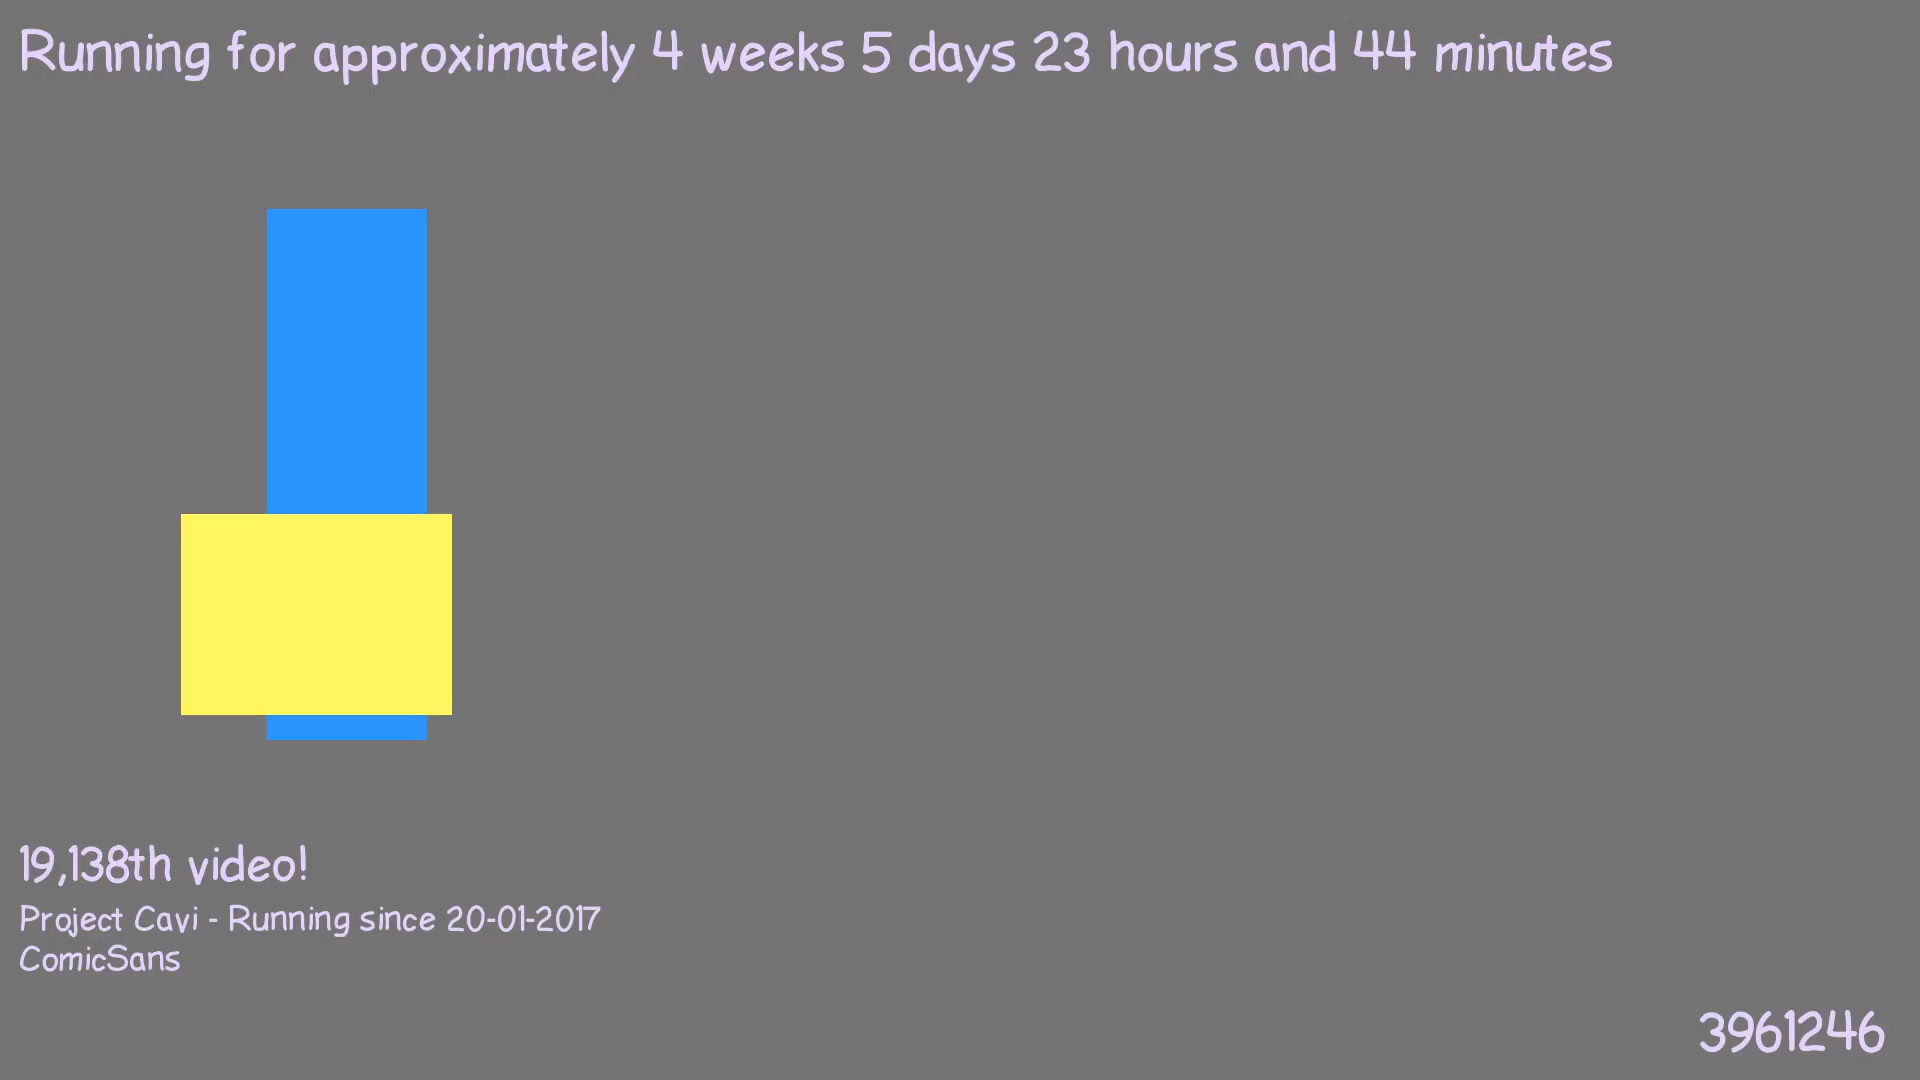 Running for approximately 4 weeks 5 days 23 hours and 44 minutes
19,138th video!
Project Cavi - Running since 20-01-2017
ComicSans
3961246